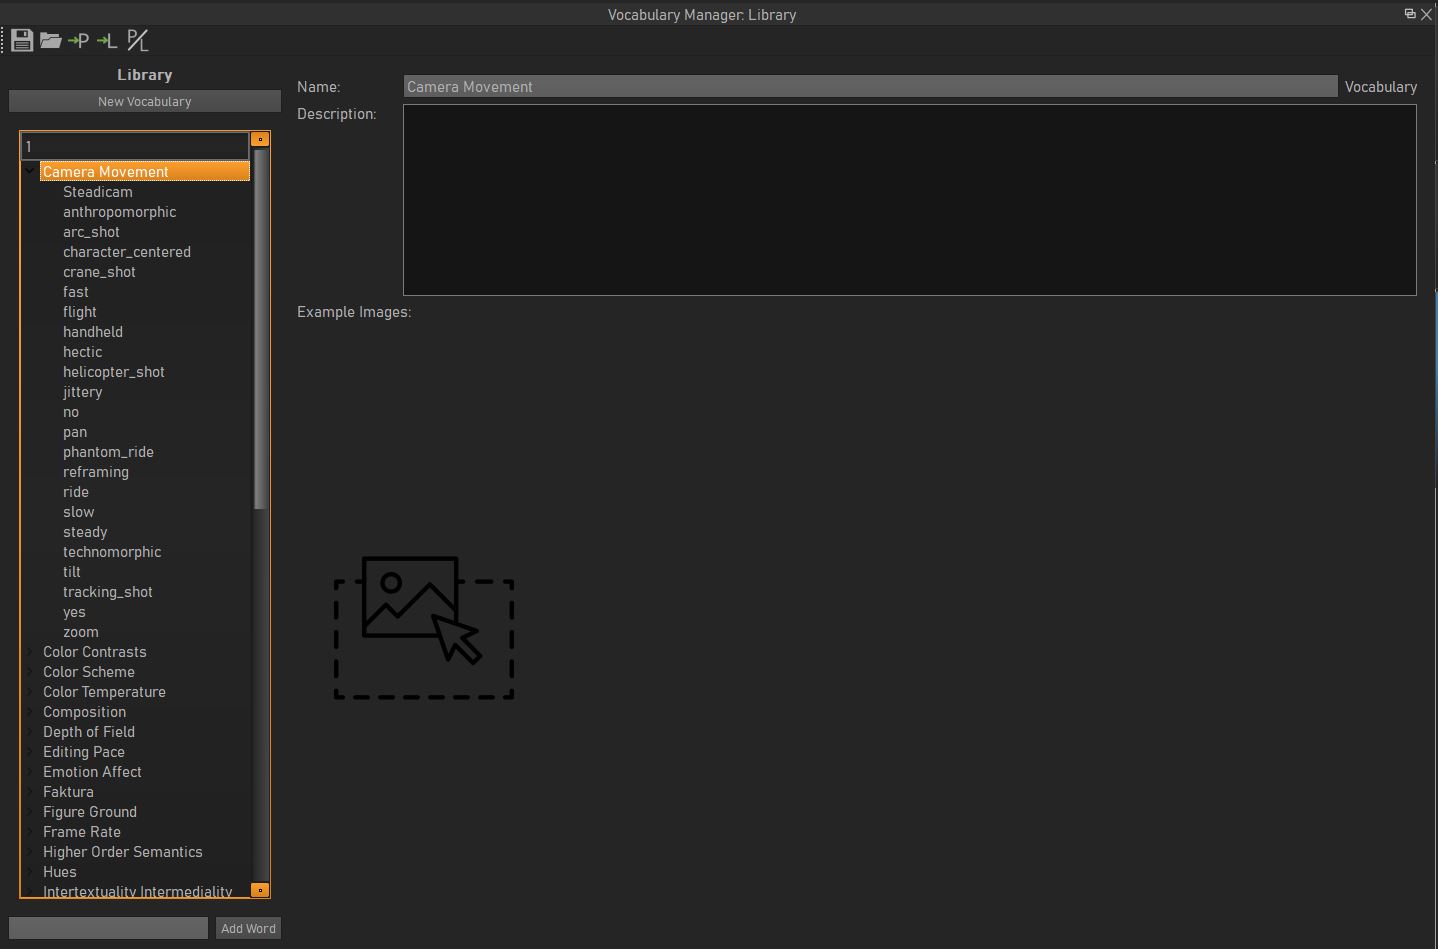 Vocabulary Manager: Library
P L P/L
Library
New Vocabulary
1
Camera Movement
Steadicam
anthropomorphic
arc_shot
character_centered
crane_shot
fast
flight
handheld
hectic
helicopter_shot
jittery
no
pan
phantom_ride
reframing
ride
slow
steady
technomorphic
tilt
tracking_shot
yes
zoom
Color Contrasts
Color Scheme
Color Temperature
Composition
Depth of Field
Editing Pace
Emotion Affect
Faktura
Figure Ground
Frame Rate
Higher Order Semantics
Hues
Intertextuality Intermediality
Add Word
Name: Camera Movement Vocabulary
Description:
Example Images: